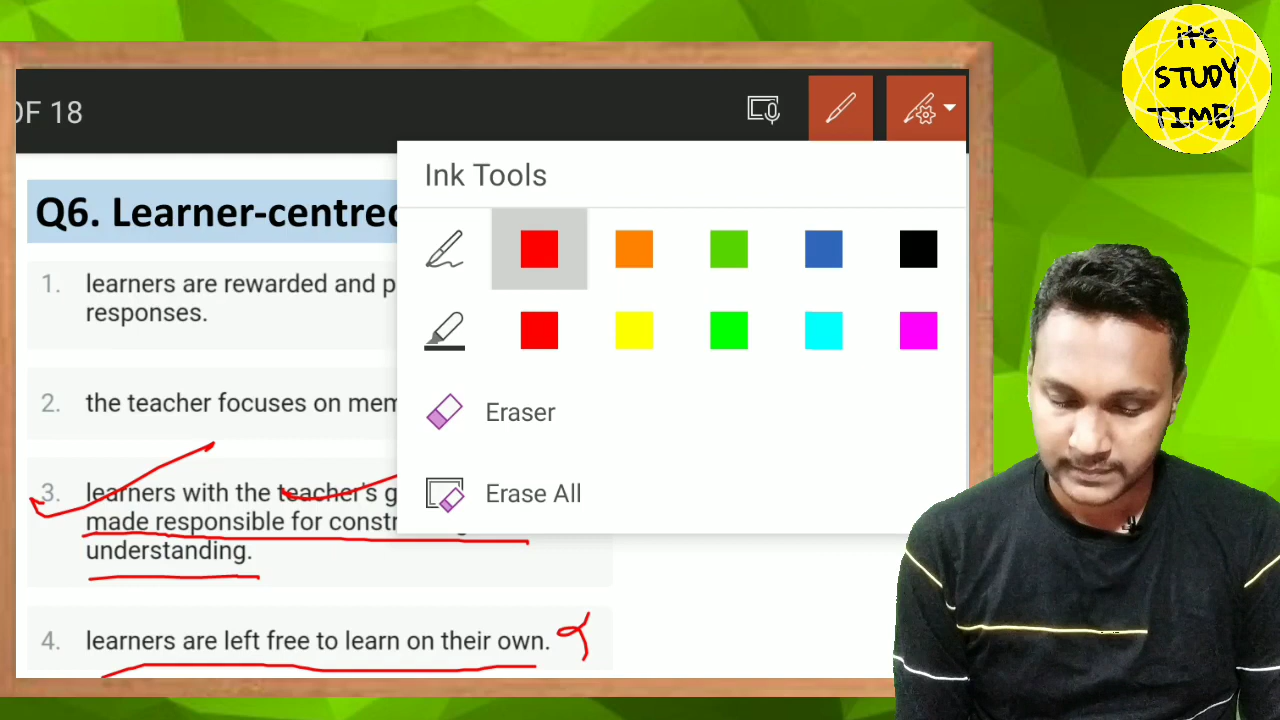 it's
STUDY
TIME!
OF 18
Ink Tools
Q6. Learner-centred
1. learners are rewarded and p
responses.
2. the teacher focuses on mem
Eraser
3. learners with the teacher's g
made responsible for constr
understanding.
Erase All
4. learners are left free to learn on their own.